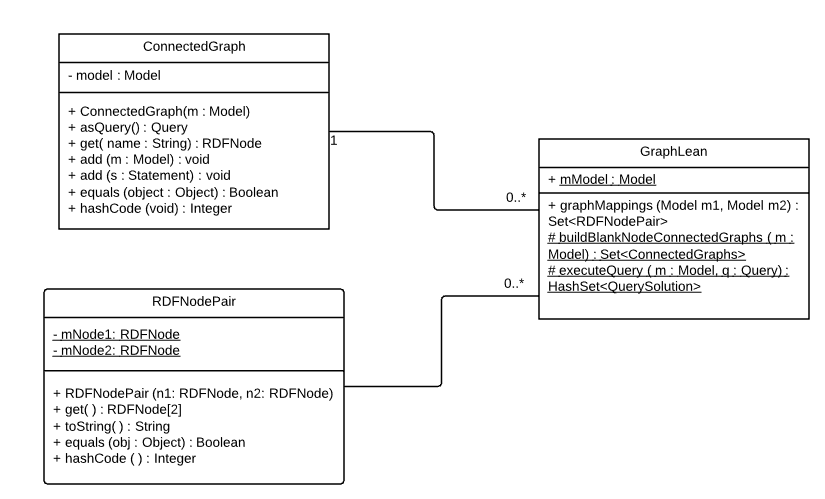 ConnectedGraph
- model : Model
+ ConnectedGraph(m : Model)
+ asQuery() : Query
+ get( name : String) : RDFNode
+ add (m : Model) : void
+ add (s : Statement) : void
+ equals (object : Object) : Boolean
+ hashCode (void) : Integer
1
0..*
GraphLean
+ mModel : Model
+ graphMappings (Model m1, Model m2) :
Set<RDFNodePair>
# buildBlankNodeConnectedGraphs ( m :
Model) : Set<ConnectedGraphs>
# executeQuery ( m : Model, q : Query) :
HashSet<QuerySolution>
0..*
RDFNodePair
- mNode1: RDFNode
- mNode2: RDFNode
+ RDFNodePair (n1: RDFNode, n2: RDFNode)
+ get( ) : RDFNode[2]
+ toString( ) : String
+ equals (obj : Object) : Boolean
+ hashCode ( ) : Integer